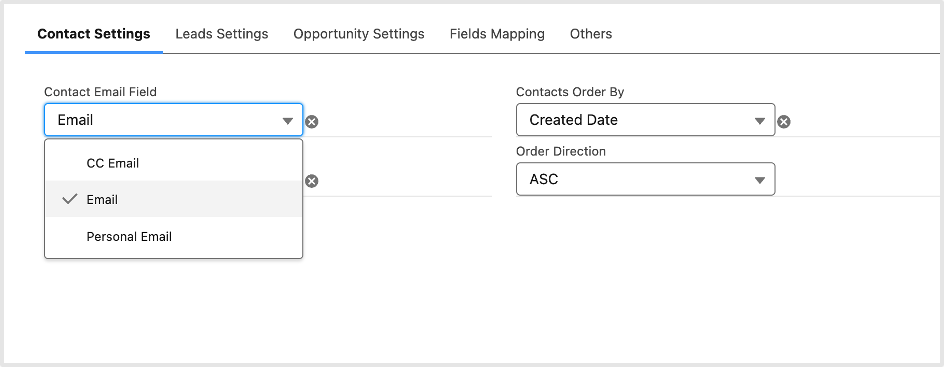 Contact Settings Leads Settings Opportunity Settings Fields Mapping Others
Contact Email Field
Email
CC Email
Email
Personal Email
Contacts Order By
Created Date
Order Direction
ASC